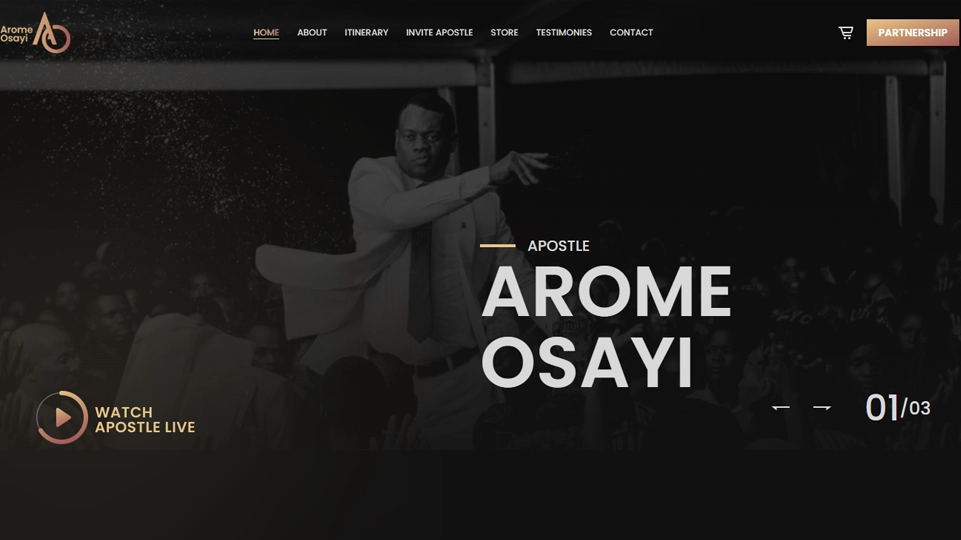 Arome
Osayi
HOME ABOUT ITINERARY INVITE APOSTLE STORE TESTIMONIES CONTACT
PARTNERSHIP
APOSTLE
AROME
OSAYI
WATCH
APOSTLE LIVE
01/03